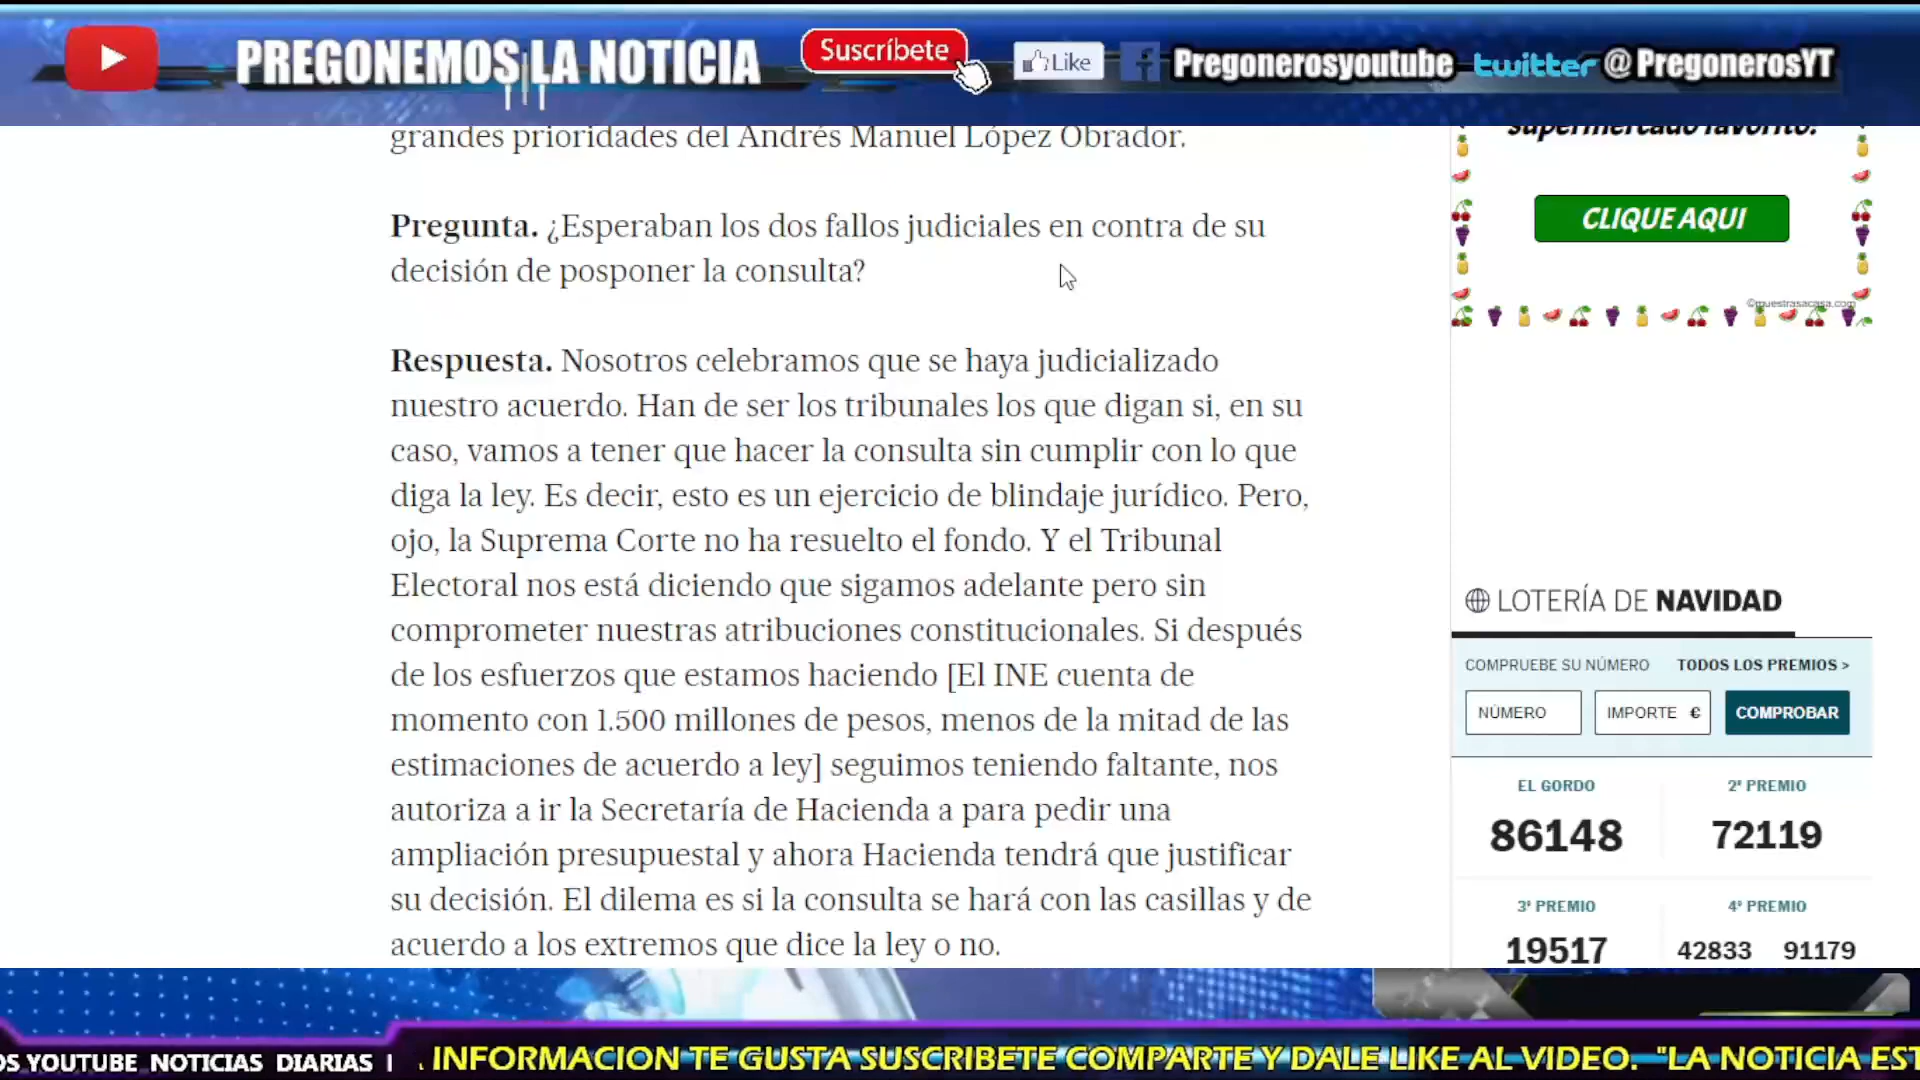 PREGONEMOS LA NOTICIA
Suscríbete
Like
Pregonerosyoutube
twitter @PregonerosYT
grandes prioridades del Andrés Manuel López Obrador.
Pregunta. ¿Esperaban los dos fallos judiciales en contra de su
decisión de posponer la consulta?
Respuesta. Nosotros celebramos que se haya judicializado
nuestro acuerdo. Han de ser los tribunales los que digan si, en su
caso, vamos a tener que hacer la consulta sin cumplir con lo que
diga la ley. Es decir, esto es un ejercicio de blindaje jurídico. Pero,
ojo, la Suprema Corte no ha resuelto el fondo. Y el Tribunal
Electoral nos está diciendo que sigamos adelante pero sin
comprometer nuestras atribuciones constitucionales. Si después
de los esfuerzos que estamos haciendo [El INE cuenta de
momento con 1.500 millones de pesos, menos de la mitad de las
estimaciones de acuerdo a ley] seguimos teniendo faltante, nos
autoriza a ir la Secretaría de Hacienda a para pedir una
ampliación presupuestal y ahora Hacienda tendrá que justificar
su decisión. El dilema es si la consulta se hará con las casillas y de
acuerdo a los extremos que dice la ley o no.
supermercado favorito.
CLIQUE AQUI
©muestrasacasa.com
LOTERÍA DE NAVIDAD
COMPRUEBE SU NÚMERO TODOS LOS PREMIOS >
NÚMERO IMPORTE € COMPROBAR
EL GORDO 2º PREMIO
86148 72119
3º PREMIO 4º PREMIO
19517 42833 91179
OS YOUTUBE NOTICIAS DIARIAS | . INFORMACION TE GUSTA SUSCRIBETE COMPARTE Y DALE LIKE AL VIDEO. "LA NOTICIA EST